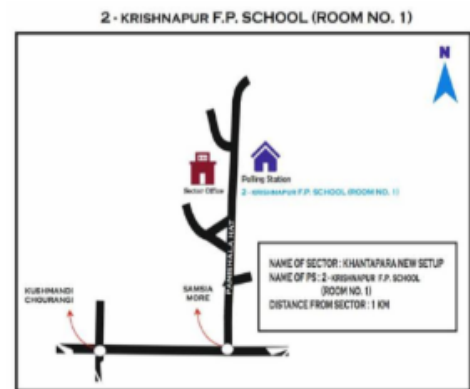 2 - KRISHNAPUR F.P. SCHOOL (ROOM NO. 1)
N
Sector Office
Polling Station
2 - KRISHNAPUR F.P. SCHOOL (ROOM NO. 1)
PANISHALA HAT
NAME OF SECTOR : KHANTAPARA NEW SETUP
NAME OF PS : 2 - KRISHNAPUR F.P. SCHOOL
(ROOM NO. 1)
DISTANCE FROM SECTOR : 1 KM
KUSHMANDI
CHOURANGI
SAMSIA
MORE